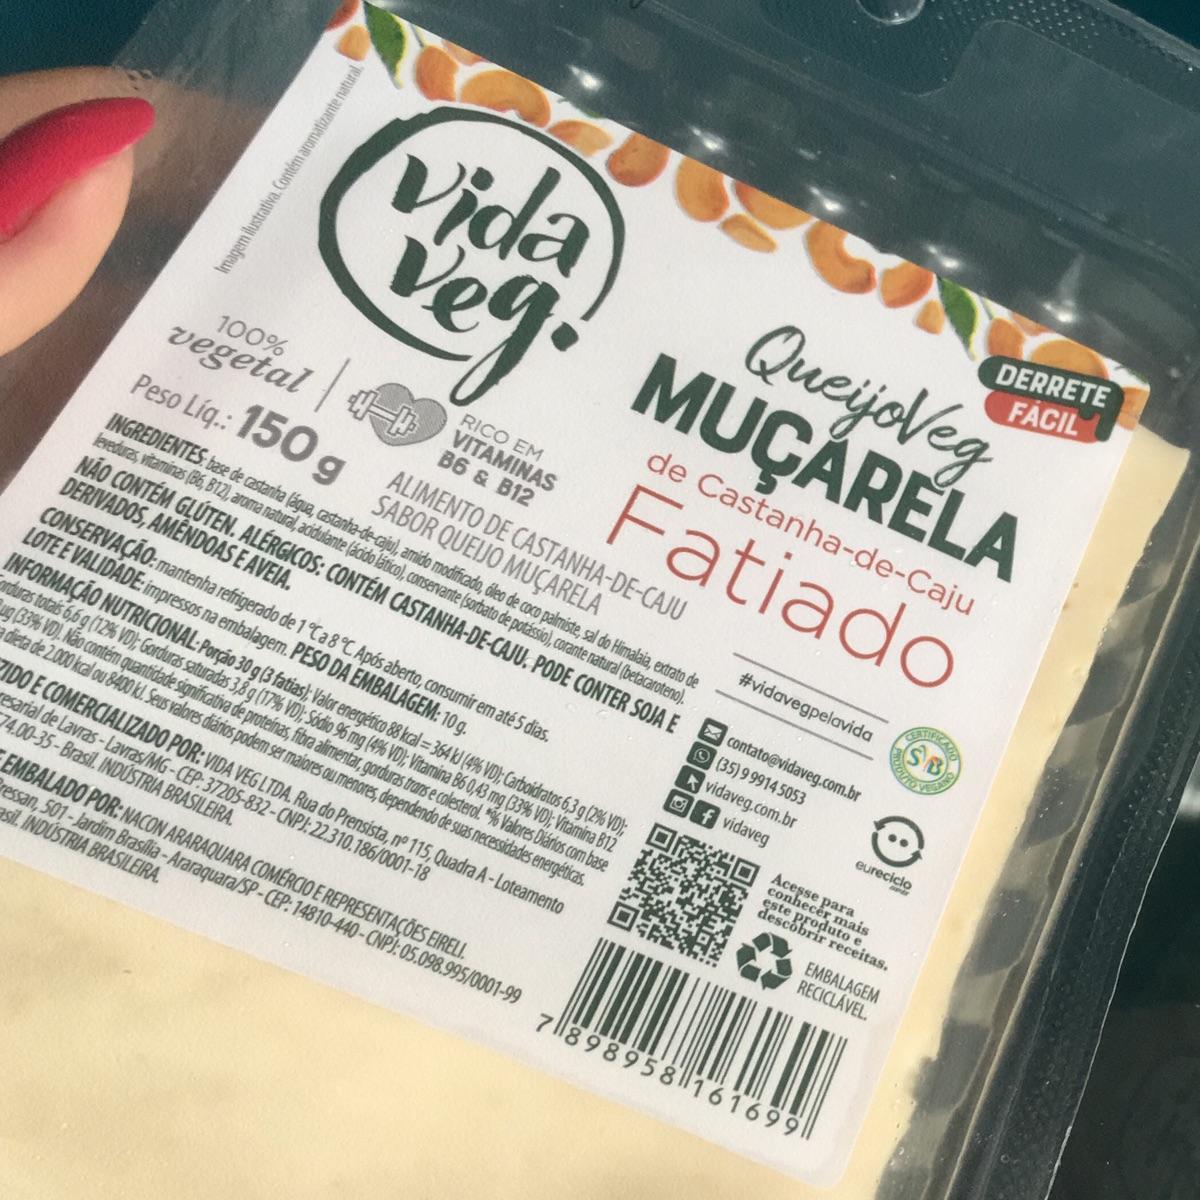 Imagem ilustrativa. Contém aromatizante natural.
vida
veg.
100%
vegetal
RICO EM
VITAMINAS
B6 & B12
Peso Líq.: 150 g
ALIMENTO DE CASTANHA-DE-CAJU
SABOR QUEIJO MUÇARELA
QueijoVeg
MUÇARELA
de Castanha-de-Caju
Fatiado
DERRETE
FÁCIL
INGREDIENTES: base de castanha (água, castanha-de-caju), amido modificado, óleo de coco palmiste, sal do Himalaia, extrato de
leveduras, vitaminas (B6, B12), aroma natural, acidulante (ácido lático), conservante (sorbato de potássio), corante natural (betacaroteno).
NÃO CONTÉM GLÚTEN. ALÉRGICOS: CONTÉM CASTANHA-DE-CAJU. PODE CONTER SOJA E
DERIVADOS, AMÊNDOAS E AVEIA.
CONSERVAÇÃO: mantenha refrigerado de 1 °C a 8 °C. Após aberto, consumir em até 5 dias.
LOTE E VALIDADE: impressos na embalagem. PESO DA EMBALAGEM: 10 g.
INFORMAÇÃO NUTRICIONAL: Porção 30 g (3 fatias): Valor energético 88 kcal = 364 kJ (4% VD); Carboidratos 6,3 g (2% VD);
orduras totais 6,6 g (12% VD); Gorduras saturadas 3,8 g (17% VD); Sódio 96 mg (4% VD); Vitamina B6 0,43 mg (33% VD); Vitamina B12
µg (33% VD). Não contém quantidade significativa de proteínas, fibra alimentar, gorduras trans e colesterol. *% Valores Diários com base
a dieta de 2.000 kcal ou 8400 kJ. Seus valores diários podem ser maiores ou menores, dependendo de suas necessidades energéticas.
ZIDO E COMERCIALIZADO POR: VIDA VEG LTDA. Rua do Prensista, nº 115, Quadra A - Loteamento
resarial de Lavras - Lavras/MG - CEP: 37205-832 - CNPJ: 22.310.186/0001-18
74.00-35 - Brasil. INDÚSTRIA BRASILEIRA.
E EMBALADO POR: NACON ARARAQUARA COMÉRCIO E REPRESENTAÇÕES EIRELI.
ressan, 501 - Jardim Brasília - Araraquara/SP - CEP: 14810-440 - CNPJ: 05.098.995/0001-99
asil. INDÚSTRIA BRASILEIRA.
#vidavegpelavida
contato@vidaveg.com.br
(35) 9 9914 5053
vidaveg.com.br
vidaveg
CERTIFICADO
SVB
PRODUTO VEGANO
eureciclo
Acesse para
conhecer mais
este produto e
descobrir receitas.
EMBALAGEM
RECICLÁVEL.
7 898958 161699